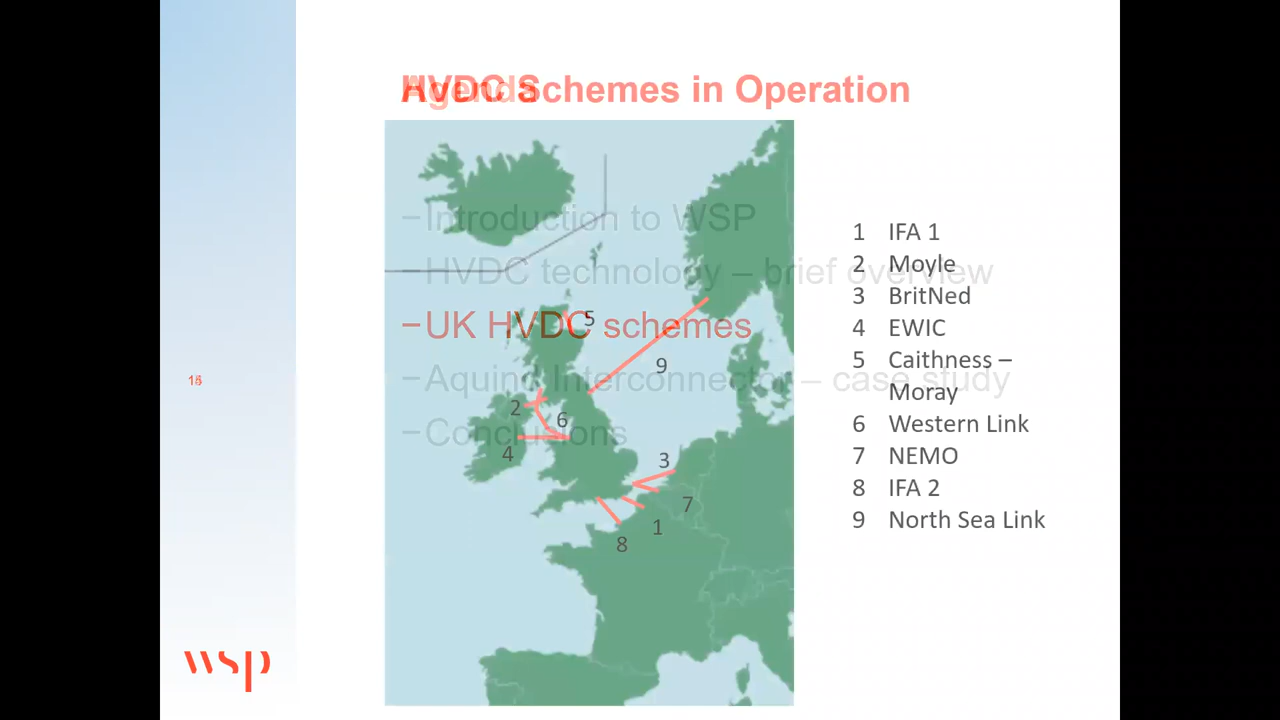 HVDC Schemes in Operation
Agenda
–Introduction to WSP
–HVDC technology – brief overview
–UK HVDC schemes
–Aquind Interconnector – case study
–Conclusions
5
9
2
6
4
3
7
1
8
1 IFA 1
2 Moyle
3 BritNed
4 EWIC
5 Caithness –
Moray
6 Western Link
7 NEMO
8 IFA 2
9 North Sea Link
wsp